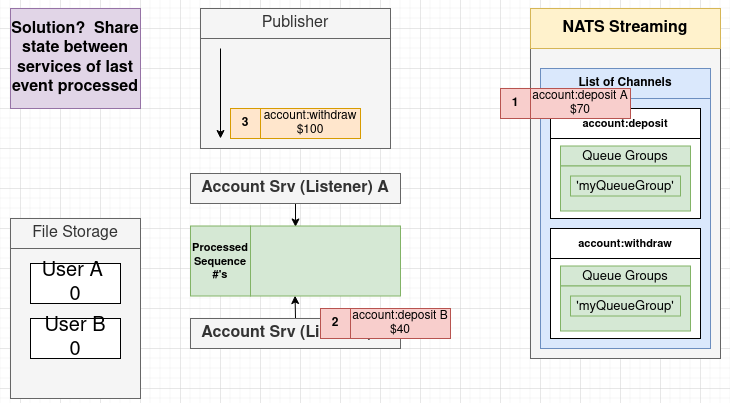 Solution?  Share
state between
services of last
event processed
Publisher
3
account:withdraw
$100
NATS Streaming
List of Channels
1
account:deposit A
$70
account:deposit
Queue Groups
'myQueueGroup'
account:withdraw
Queue Groups
'myQueueGroup'
Account Srv (Listener) A
Processed
Sequence
#'s
Account Srv (Li
2
account:deposit B
$40
File Storage
User A
0
User B
0